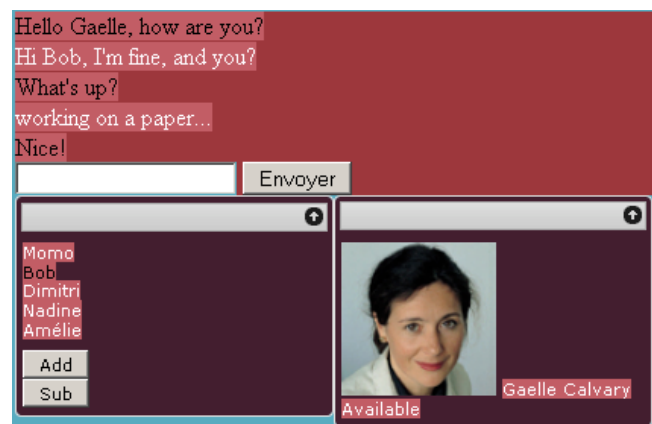 Hello Gaelle, how are you?
Hi Bob, I'm fine, and you?
What's up?
working on a paper...
Nice!
Envoyer
Momo
Bob
Dimitri
Nadine
Amélie
Add
Sub
Gaelle Calvary
Available